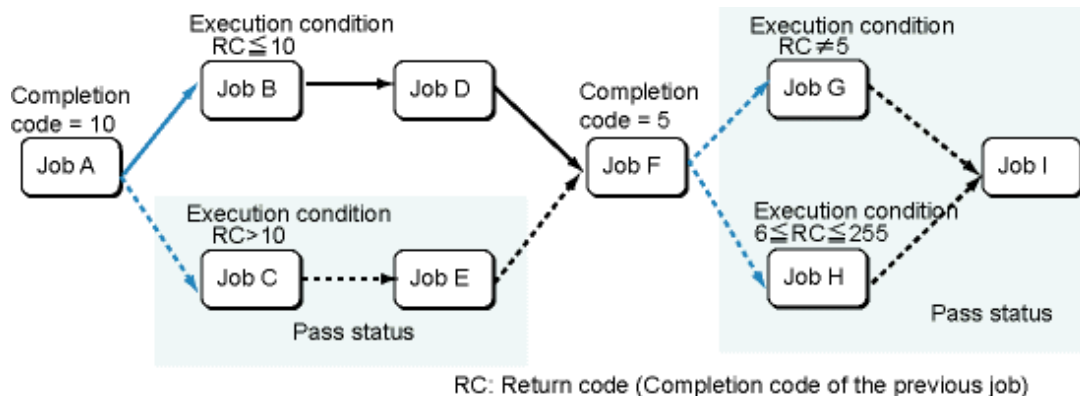 Execution condition
RC≦10
Job B
Job D
Completion
code = 10
Job A
Execution condition
RC>10
Job C
Job E
Pass status
Completion
code = 5
Job F
Execution condition
RC≠5
Job G
Job I
Execution condition
6≦RC≦255
Job H
Pass status
RC: Return code (Completion code of the previous job)